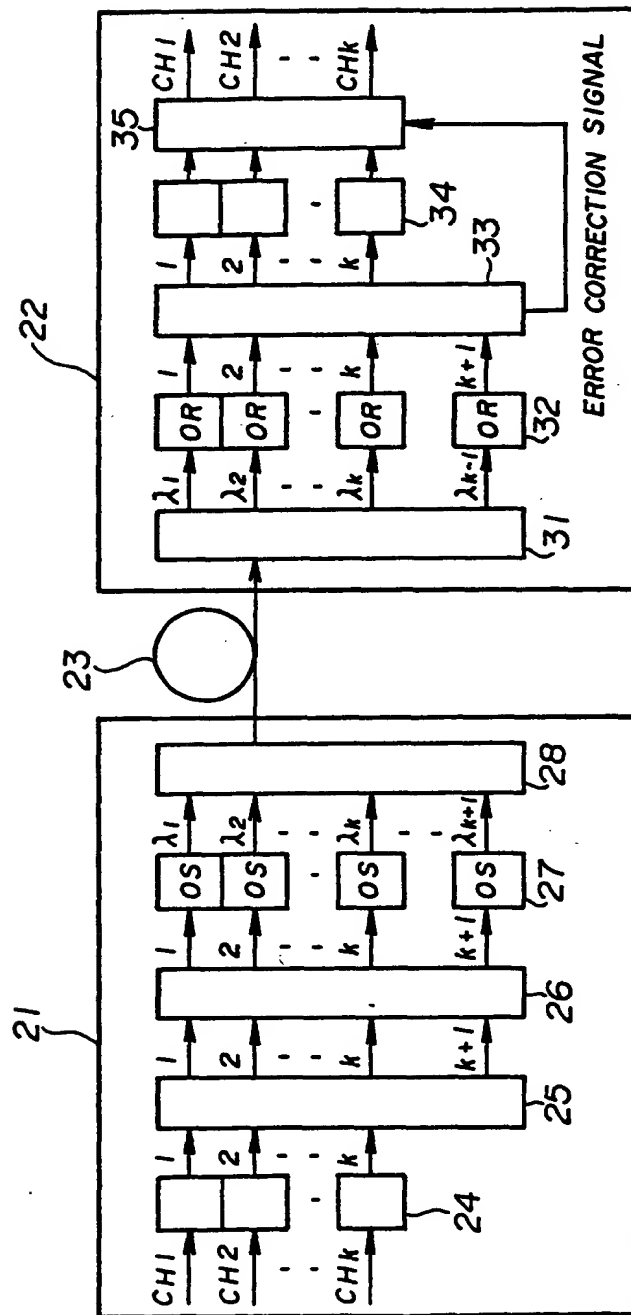 21
CH1
CH2
CHk
24
1
2
k
25
1
2
k
k+1
26
1
2
k
k+1
OS
OS
OS
OS
27
λ1
λ2
λk
λk+1
28
23
22
31
λ1
λ2
λk
λk-1
OR
OR
OR
OR
32
1
2
k
k+1
33
1
2
k
34
35
CH1
CH2
CHk
ERROR CORRECTION SIGNAL